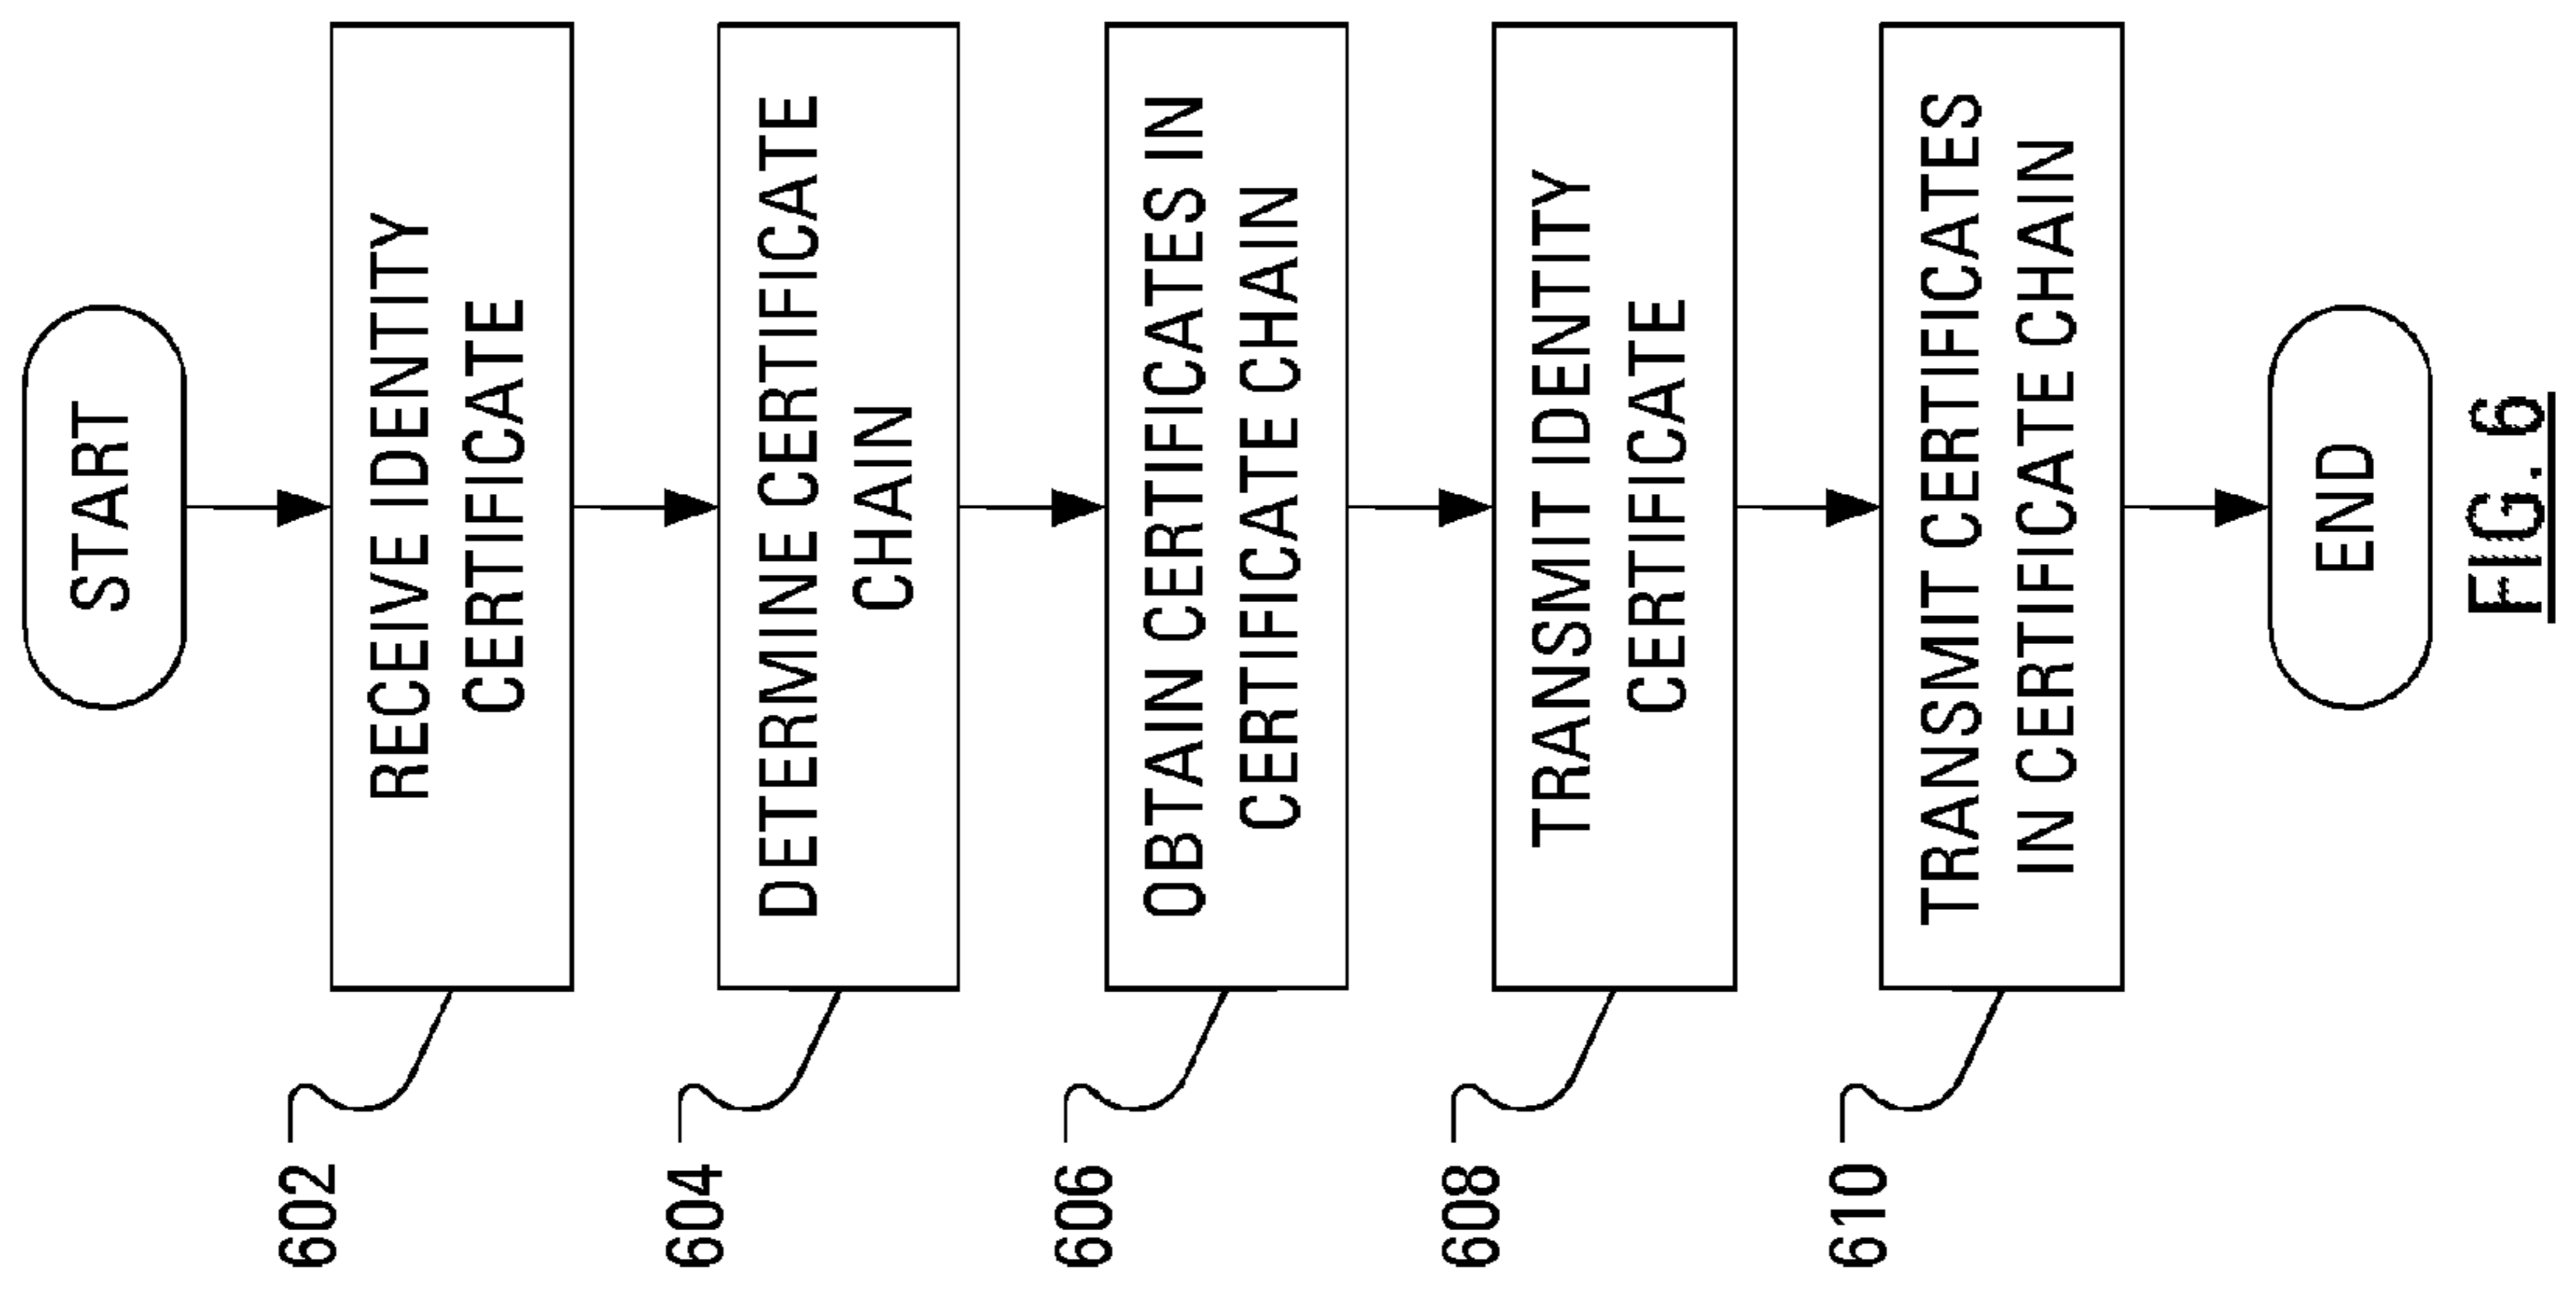 START
602
RECEIVE IDENTITY
CERTIFICATE
604
DETERMINE CERTIFICATE
CHAIN
606
OBTAIN CERTIFICATES IN
CERTIFICATE CHAIN
608
TRANSMIT IDENTITY
CERTIFICATE
610
TRANSMIT CERTIFICATES
IN CERTIFICATE CHAIN
END
FIG. 6